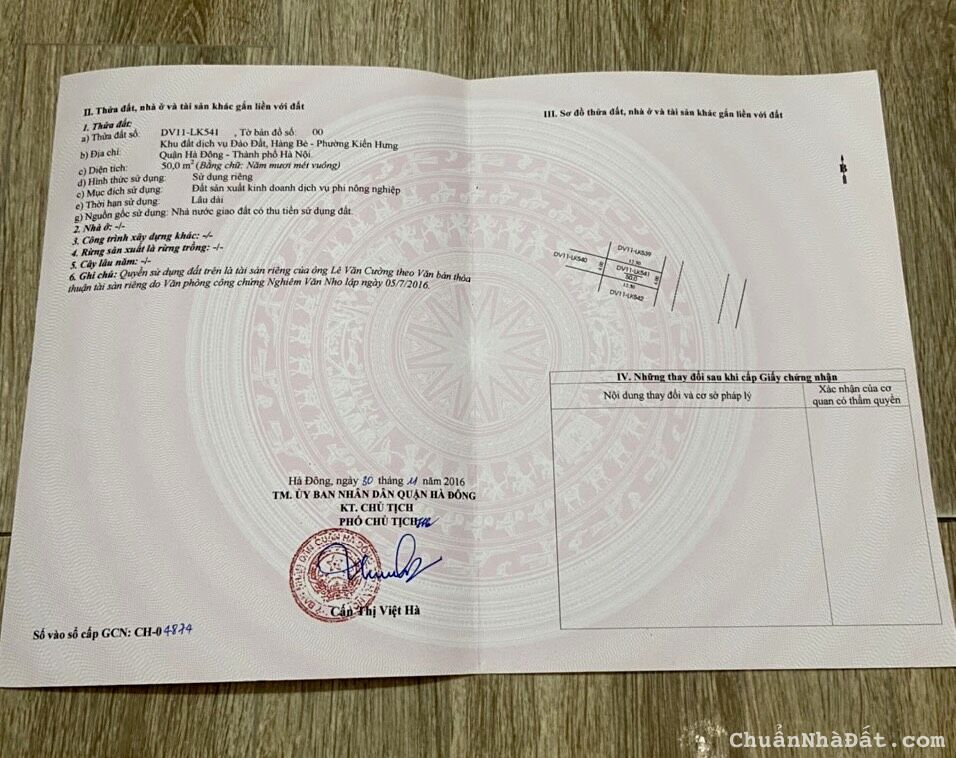 II. Thửa đất, nhà ở và tài sản khác gắn liền với đất
1. Thửa đất:
a) Thửa đất số: DV11-LK541 , Tờ bản đồ số: 00
b) Địa chỉ: Khu đất dịch vụ Đào Đất, Hàng Bè - Phường Kiến Hưng
Quận Hà Đông - Thành phố Hà Nội.
c) Diện tích: 50,0 m² (Bằng chữ: Năm mươi mét vuông)
d) Hình thức sử dụng: Sử dụng riêng
c) Mục đích sử dụng: Đất sản xuất kinh doanh dịch vụ phi nông nghiệp
e) Thời hạn sử dụng: Lâu dài
g) Nguồn gốc sử dụng: Nhà nước giao đất có thu tiền sử dụng đất.
2. Nhà ở: -/-
3. Công trình xây dựng khác: -/-
4. Rừng sản xuất là rừng trồng: -/-
5. Cây lâu năm: -/-
6. Ghi chú: Quyền sử dụng đất trên là tài sản riêng của ông Lê Văn Cường theo Văn bản thỏa
thuận tài sản riêng do Văn phòng công chứng Nghiêm Văn Nho lập ngày 05/7/2016.
Hà Đông, ngày 30 tháng 11 năm 2016
TM. ỦY BAN NHÂN DÂN QUẬN HÀ ĐÔNG
KT. CHỦ TỊCH
PHÓ CHỦ TỊCH
Cấn Thị Việt Hà
Số vào sổ cấp GCN: CH-04874
III. Sơ đồ thửa đất, nhà ở và tài sản khác gắn liền với đất
B
DV11-LK539
DV11-LK540
12.50
4.00
DV11-LK541
4.00
50.0
12.50
DV11-LK542
IV. Những thay đổi sau khi cấp Giấy chứng nhận
Nội dung thay đổi và cơ sở pháp lý
Xác nhận của cơ
quan có thẩm quyền
ChuẩnNhàĐất.com